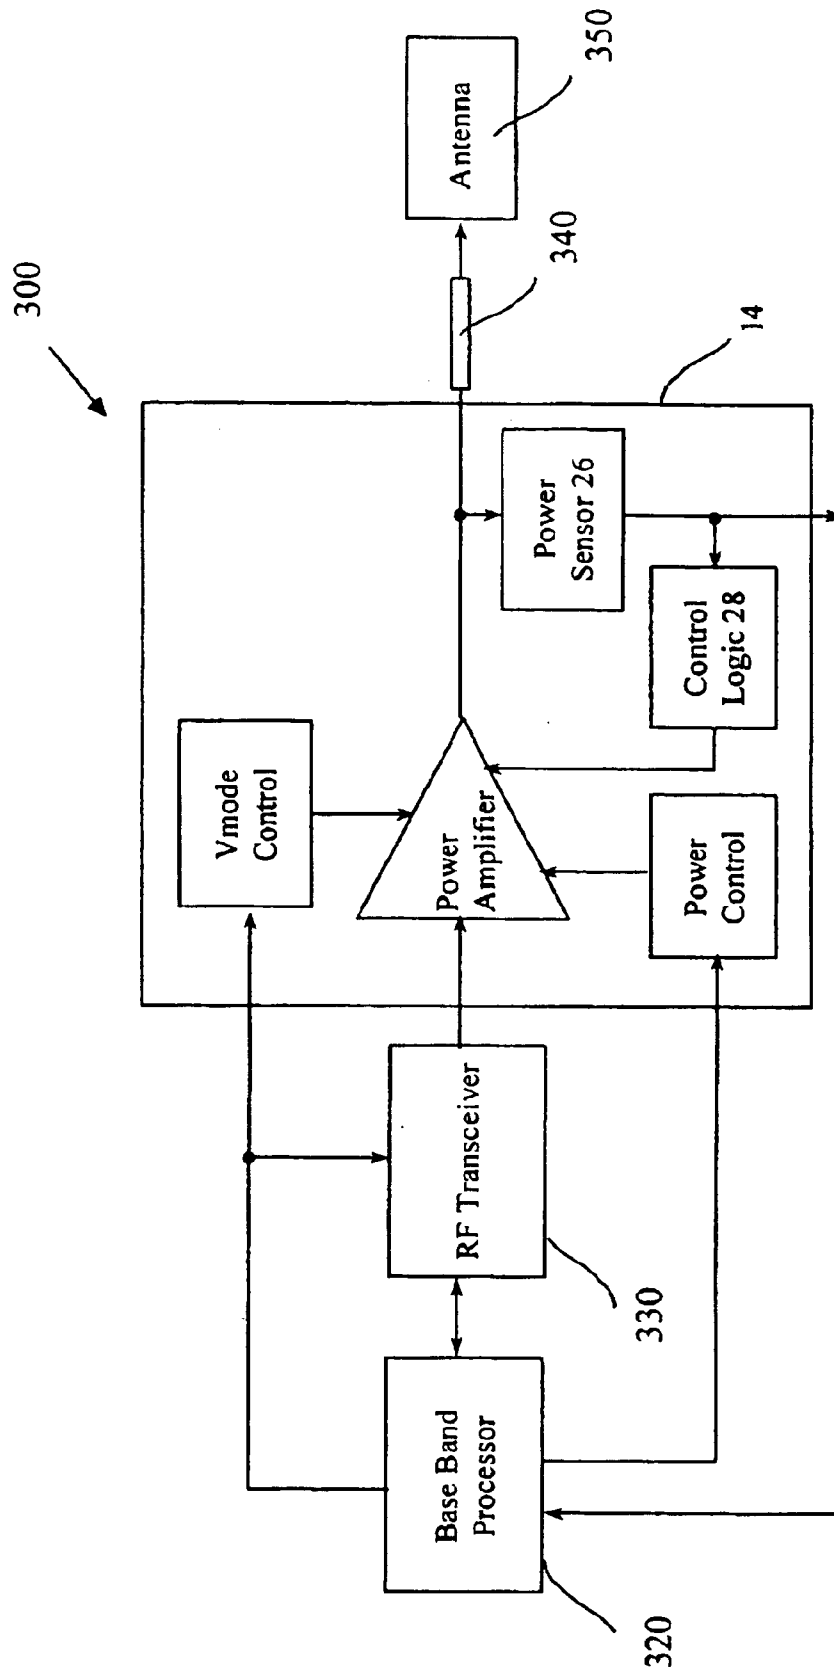 300
Antenna
350
340
14
Vmode
Control
Power
Amplifier
Power
Sensor 26
Control
Logic 28
Power
Control
RF Transceiver
330
Base Band
Processor
320